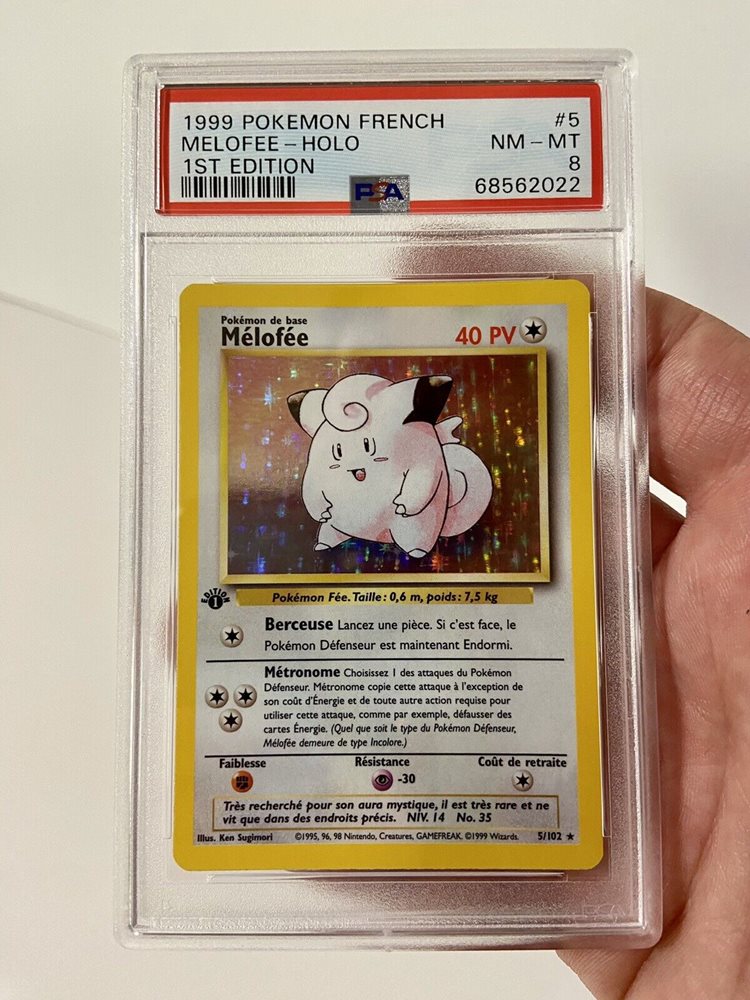 1999 POKEMON FRENCH #5
MELOFEE - HOLO NM - MT
1ST EDITION 8
PSA 68562022
Pokémon de base
Mélofée 40 PV
EDITION 1
Pokémon Fée. Taille : 0,6 m, poids : 7,5 kg
Berceuse Lancez une pièce. Si c'est face, le
Pokémon Défenseur est maintenant Endormi.
Métronome Choisissez 1 des attaques du Pokémon
Défenseur. Métronome copie cette attaque à l'exception de
son coût d'Énergie et de toute autre action requise pour
utiliser cette attaque, comme par exemple, défausser des
cartes Énergie. (Quel que soit le type du Pokémon Défenseur,
Mélofée demeure de type Incolore.)
Faiblesse Résistance Coût de retraite
-30
Très recherché pour son aura mystique, il est très rare et ne
vit que dans des endroits précis. NIV. 14 No. 35
Illus. Ken Sugimori ©1995, 96, 98 Nintendo, Creatures, GAMEFREAK. ©1999 Wizards. 5/102 ★